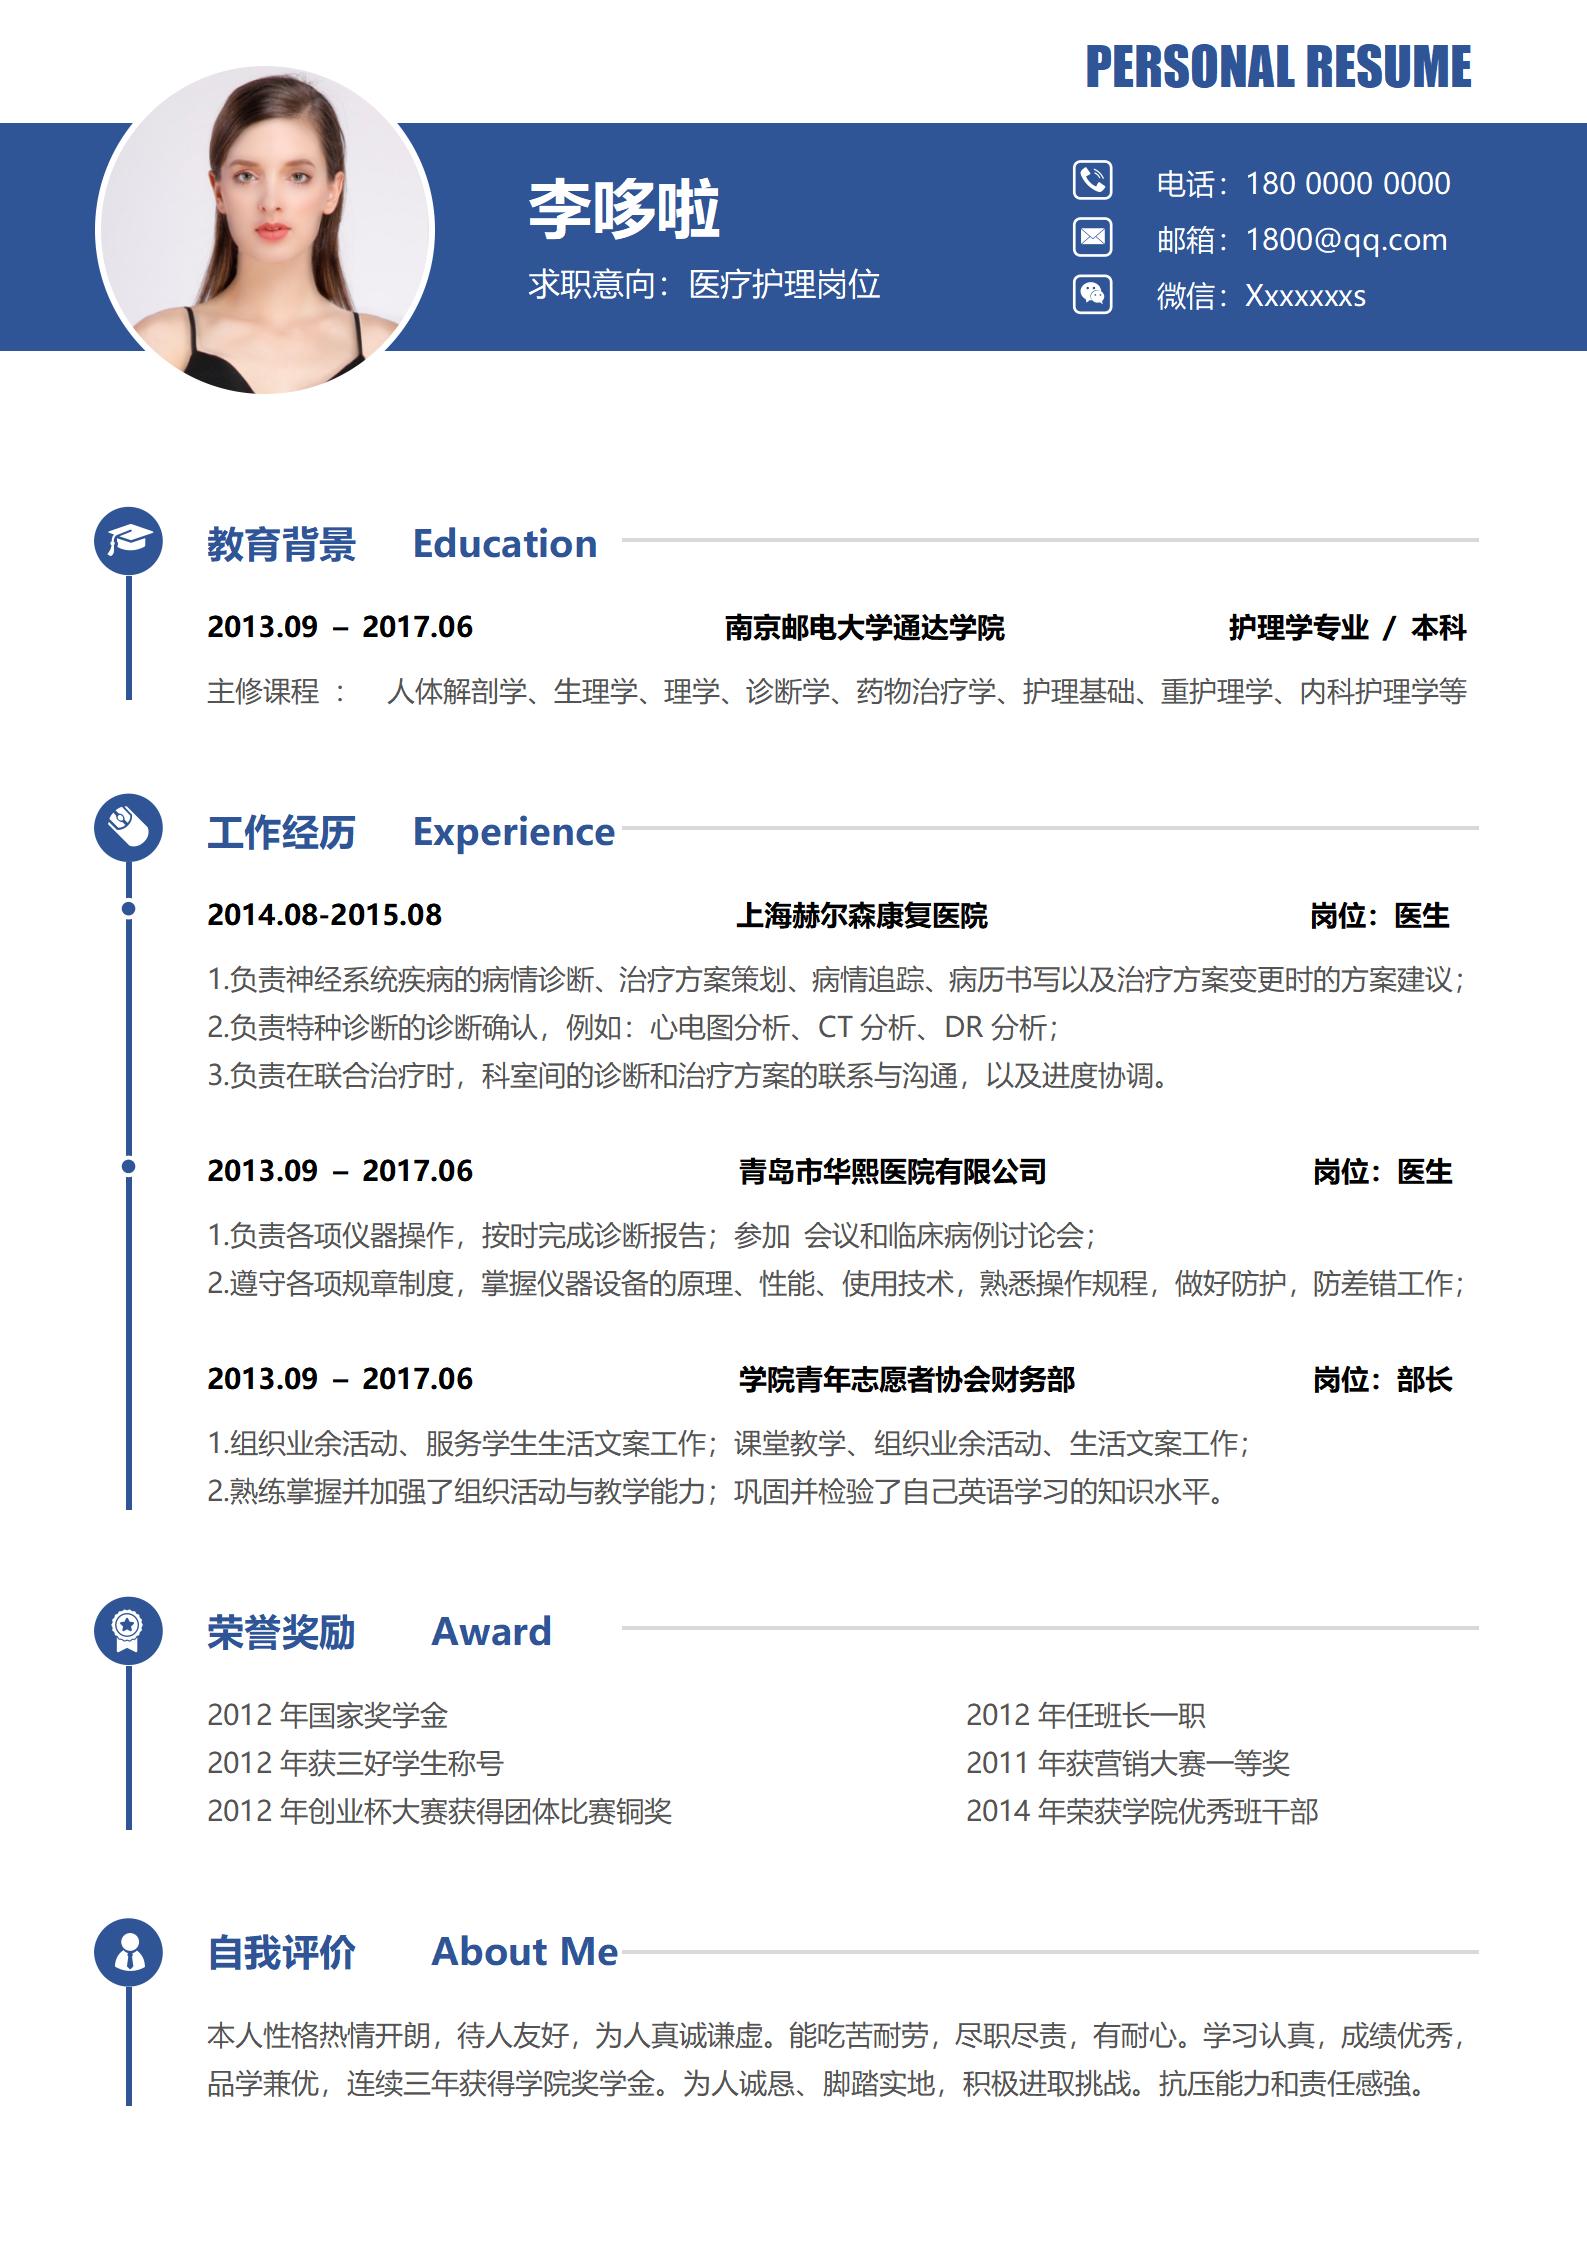 PERSONAL RESUME
李哆啦
求职意向：医疗护理岗位
电话：180 0000 0000
邮箱：1800@qq.com
微信：Xxxxxxxs
教育背景 Education
2013.09 – 2017.06 南京邮电大学通达学院 护理学专业 / 本科
主修课程 ： 人体解剖学、生理学、理学、诊断学、药物治疗学、护理基础、重护理学、内科护理学等
工作经历 Experience
2014.08-2015.08 上海赫尔森康复医院 岗位：医生
1.负责神经系统疾病的病情诊断、治疗方案策划、病情追踪、病历书写以及治疗方案变更时的方案建议；
2.负责特种诊断的诊断确认，例如：心电图分析、CT 分析、DR 分析；
3.负责在联合治疗时，科室间的诊断和治疗方案的联系与沟通，以及进度协调。
2013.09 – 2017.06 青岛市华熙医院有限公司 岗位：医生
1.负责各项仪器操作，按时完成诊断报告；参加 会议和临床病例讨论会；
2.遵守各项规章制度，掌握仪器设备的原理、性能、使用技术，熟悉操作规程，做好防护，防差错工作；
2013.09 – 2017.06 学院青年志愿者协会财务部 岗位：部长
1.组织业余活动、服务学生生活文案工作；课堂教学、组织业余活动、生活文案工作；
2.熟练掌握并加强了组织活动与教学能力；巩固并检验了自己英语学习的知识水平。
荣誉奖励 Award
2012 年国家奖学金 2012 年任班长一职
2012 年获三好学生称号 2011 年获营销大赛一等奖
2012 年创业杯大赛获得团体比赛铜奖 2014 年荣获学院优秀班干部
自我评价 About Me
本人性格热情开朗，待人友好，为人真诚谦虚。能吃苦耐劳，尽职尽责，有耐心。学习认真，成绩优秀，
品学兼优，连续三年获得学院奖学金。为人诚恳、脚踏实地，积极进取挑战。抗压能力和责任感強。